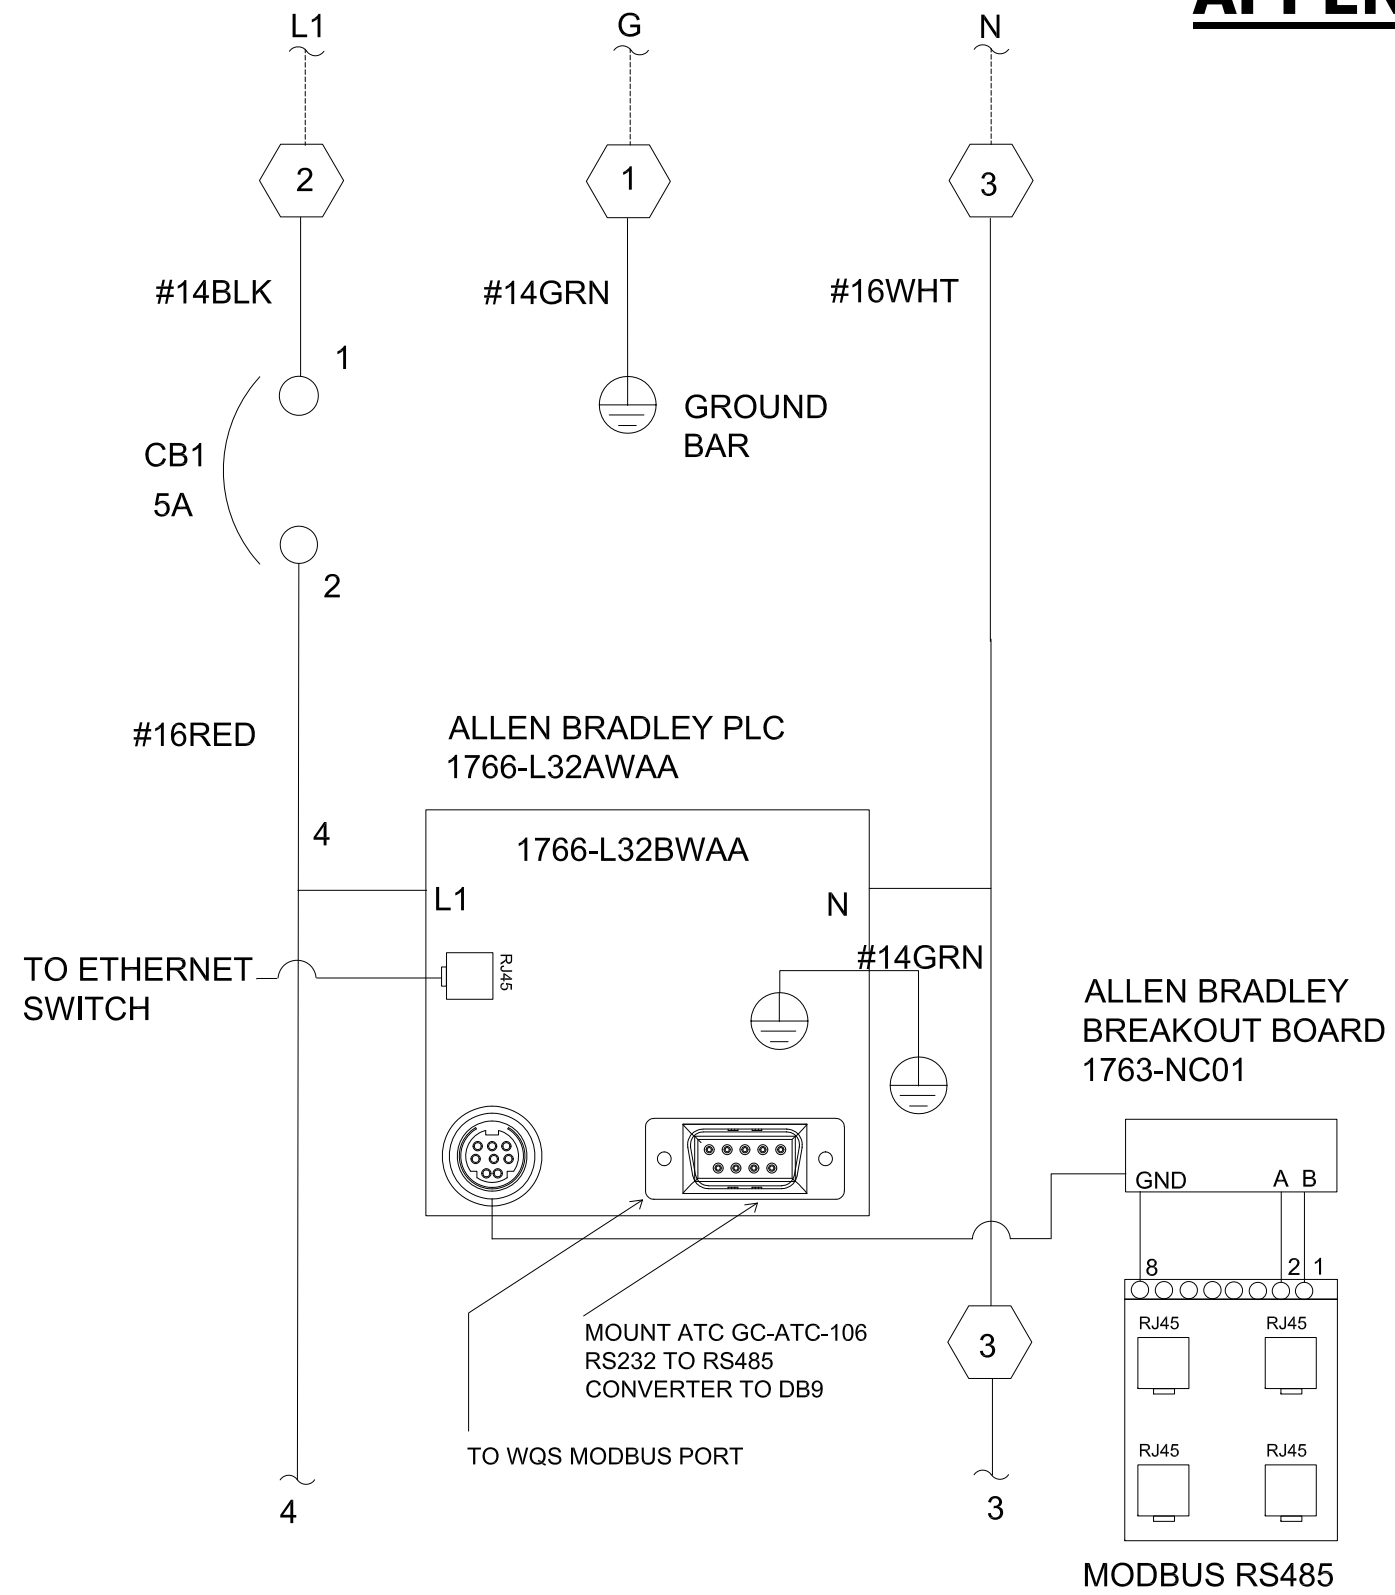 L1
G
N
2
1
3
#14BLK
#14GRN
#16WHT
1
CB1
5A
GROUND
BAR
2
#16RED
ALLEN BRADLEY PLC
1766-L32AWAA
4
1766-L32BWAA
L1
N
TO ETHERNET
SWITCH
RJ45
#14GRN
ALLEN BRADLEY
BREAKOUT BOARD
1763-NC01
GND
A
B
8
2
1
MOUNT ATC GC-ATC-106
RS232 TO RS485
CONVERTER TO DB9
3
RJ45
RJ45
TO WQS MODBUS PORT
RJ45
RJ45
4
3
MODBUS RS485